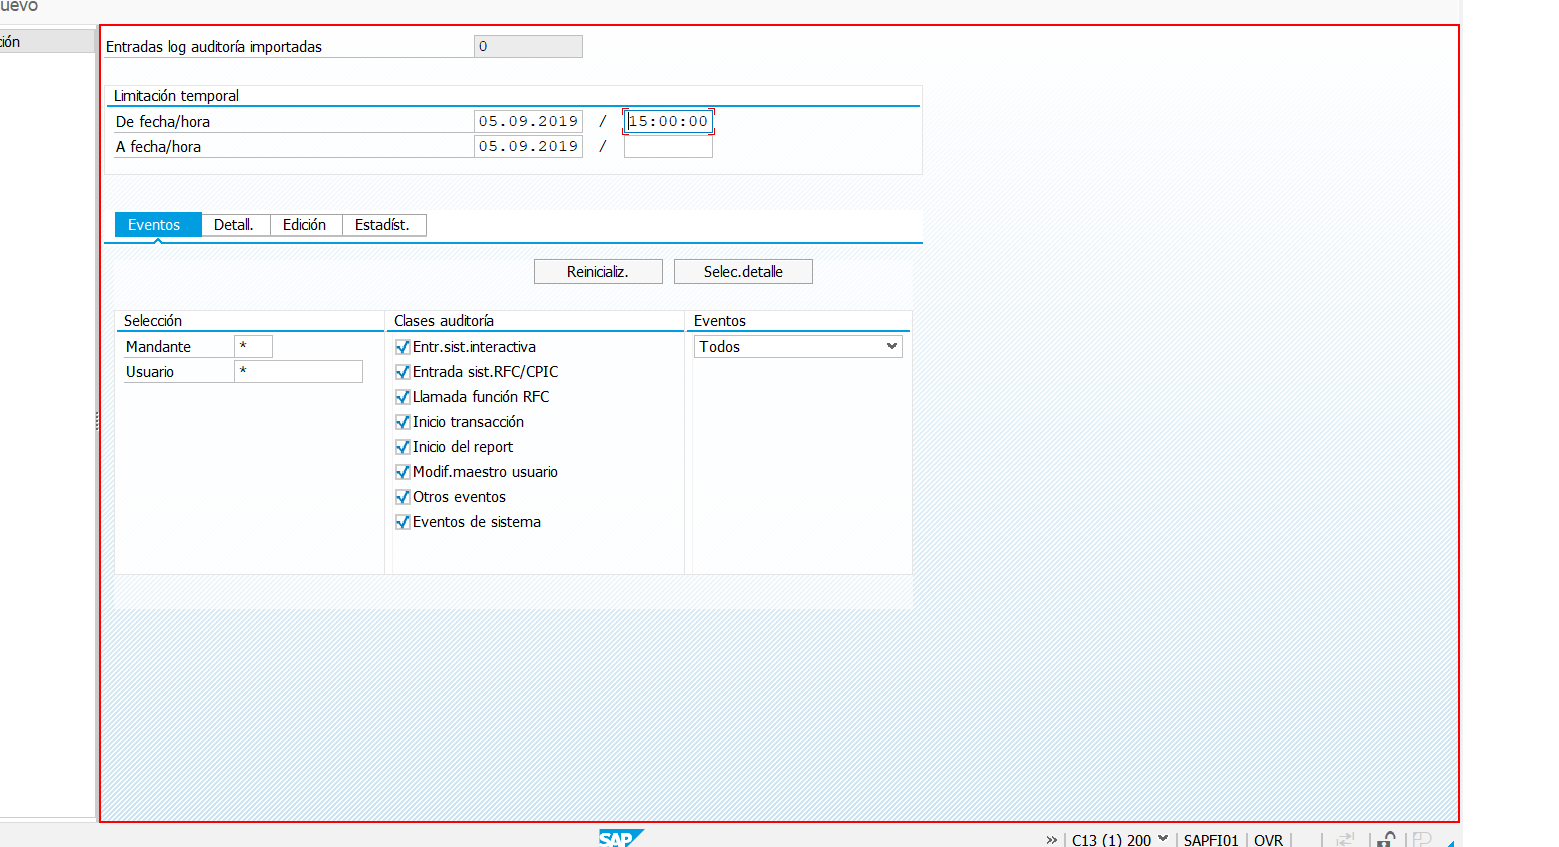 uevo
ión
Entradas log auditoría importadas 0
Limitación temporal
De fecha/hora 05.09.2019 / 15:00:00
A fecha/hora 05.09.2019 /
Eventos Detall. Edición Estadíst.
Reinicializ. Selec.detalle
Selección Clases auditoría Eventos
Mandante * Entr.sist.interactiva Todos
Usuario * Entrada sist.RFC/CPIC
Llamada función RFC
Inicio transacción
Inicio del report
Modif.maestro usuario
Otros eventos
Eventos de sistema
SAP » C13 (1) 200 SAPFI01 OVR